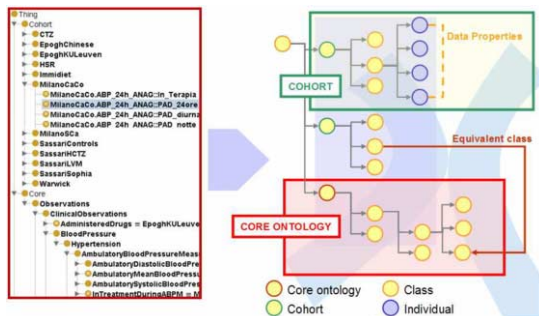 Thing
Cohort
CTZ
EpoghChinese
EpoghKULeuven
HSR
Immidiet
MilanoCaCo
MilanoCaCo.ABP_24h_ANAG::In_Terapia
MilanoCaCo.ABP_24h_ANAG::PAD_24ore
MilanoCaCo.ABP_24h_ANAG::PAD_diurna
MilanoCaCo.ABP_24h_ANAG::PAD_notte
MilanoSCa
SassariControls
SassariHCTZ
SassariLVM
SassariSophia
Warwick
Core
Observations
ClinicalObservations
AdministeredDrugs = EpoghKULeuve
BloodPressure
Hypertension
AmbulatoryBloodPressureMeas
AmbulatoryDiastolicBloodPre
AmbulatoryMeanBloodPressu
AmbulatorySystolicBloodPre
InTreatmentDuringABPM = M
Data Properties
COHORT
Equivalent class
CORE ONTOLOGY
Core ontology
Class
Cohort
Individual